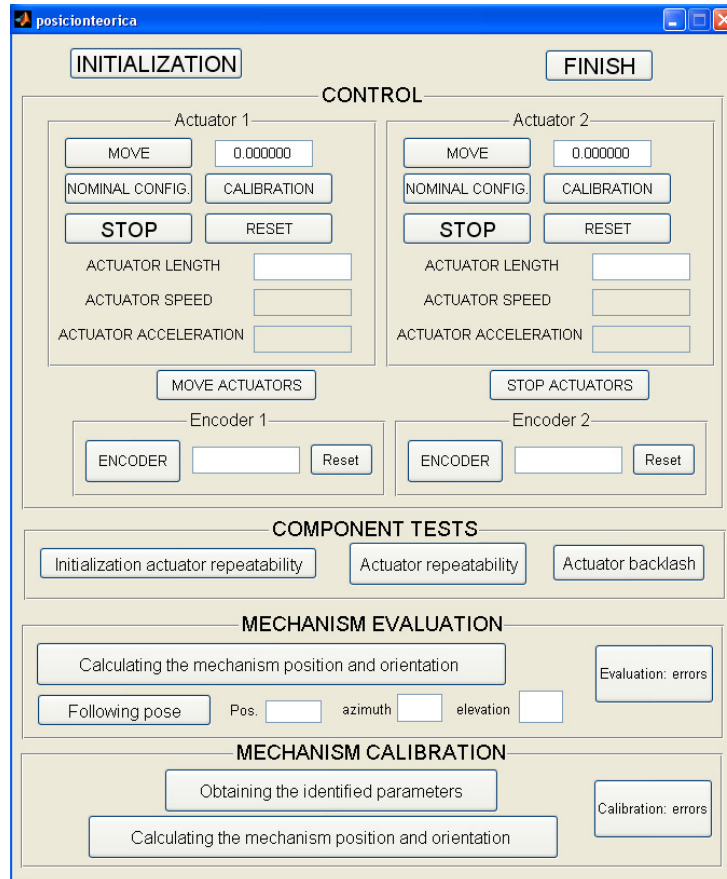 posicionteorica
INITIALIZATION FINISH
CONTROL
Actuator 1 Actuator 2
MOVE 0.000000 MOVE 0.000000
NOMINAL CONFIG. CALIBRATION NOMINAL CONFIG. CALIBRATION
STOP RESET STOP RESET
ACTUATOR LENGTH ACTUATOR LENGTH
ACTUATOR SPEED ACTUATOR SPEED
ACTUATOR ACCELERATION ACTUATOR ACCELERATION
MOVE ACTUATORS STOP ACTUATORS
Encoder 1 Encoder 2
ENCODER Reset ENCODER Reset
COMPONENT TESTS
Initialization actuator repeatability Actuator repeatability Actuator backlash
MECHANISM EVALUATION
Calculating the mechanism position and orientation Evaluation: errors
Following pose Pos. azimuth elevation
MECHANISM CALIBRATION
Obtaining the identified parameters Calibration: errors
Calculating the mechanism position and orientation